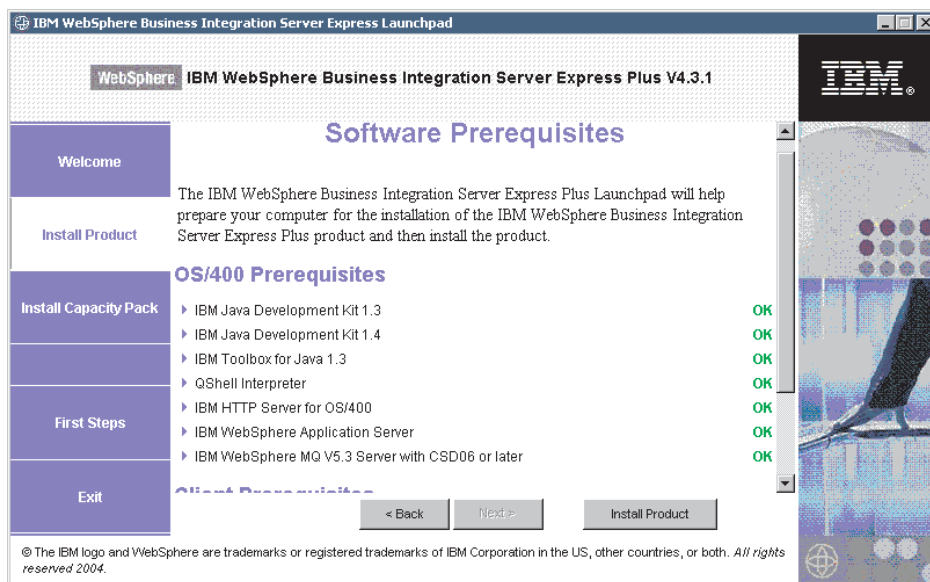 IBM WebSphere Business Integration Server Express Launchpad
WebSphere IBM WebSphere Business Integration Server Express Plus V4.3.1
IBM®
Welcome
Install Product
Install Capacity Pack
First Steps
Exit
Software Prerequisites
The IBM WebSphere Business Integration Server Express Plus Launchpad will help
prepare your computer for the installation of the IBM WebSphere Business Integration
Server Express Plus product and then install the product.
OS/400 Prerequisites
IBM Java Development Kit 1.3 OK
IBM Java Development Kit 1.4 OK
IBM Toolbox for Java 1.3 OK
QShell Interpreter OK
IBM HTTP Server for OS/400 OK
IBM WebSphere Application Server OK
IBM WebSphere MQ V5.3 Server with CSD06 or later OK
Client Prerequisites
< Back Next > Install Product
© The IBM logo and WebSphere are trademarks or registered trademarks of IBM Corporation in the US, other countries, or both. All rights
reserved 2004.